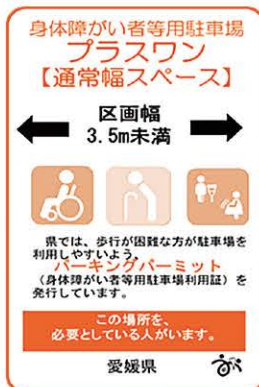 身体障がい者等用駐車場
プラスワン
【通常幅スペース】
区画幅
3.5m未満
県では、歩行が困難な方が駐車場を
利用しやすいよう、
パーキングパーミット
（身体障がい者等用駐車場利用証）を
発行しています。
この場所を、
必要としている人がいます。
愛媛県